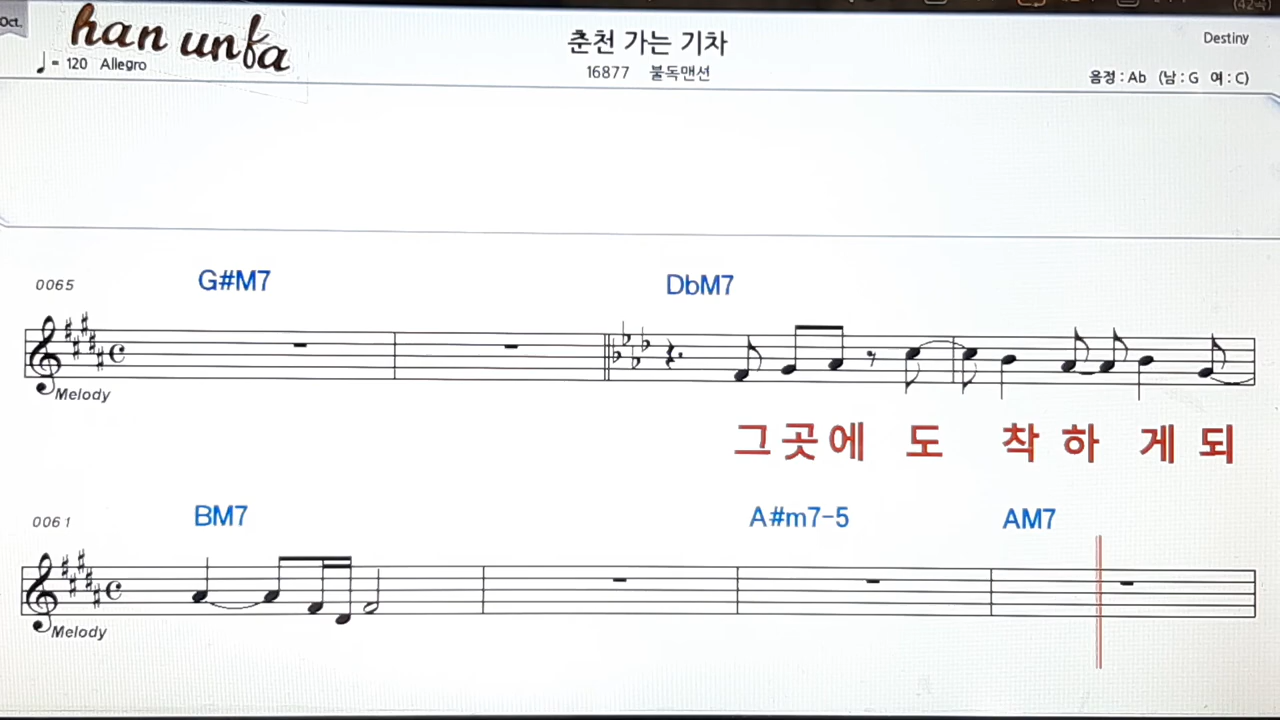 Oct.
han unfa
춘천 가는 기차
Destiny
♩ = 120 Allegro
16877 불독맨션
음정 : Ab (남 : G 여 : C)
0065
G#M7
DbM7
Melody
그곳에 도 착 하 게 되
0061
BM7
A#m7-5
AM7
Melody